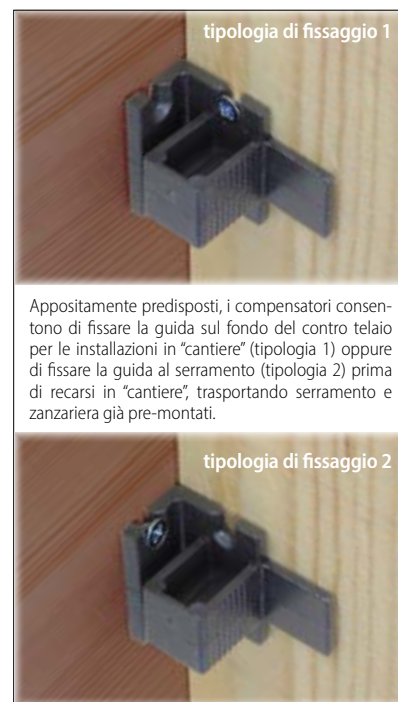 tipologia di fissaggio 1
Appositamente predisposti, i compensatori consen-
tono di fissare la guida sul fondo del contro telaio
per le installazioni in “cantiere” (tipologia 1) oppure
di fissare la guida al serramento (tipologia 2) prima
di recarsi in “cantiere”, trasportando serramento e
zanzariera già pre-montati.
tipologia di fissaggio 2